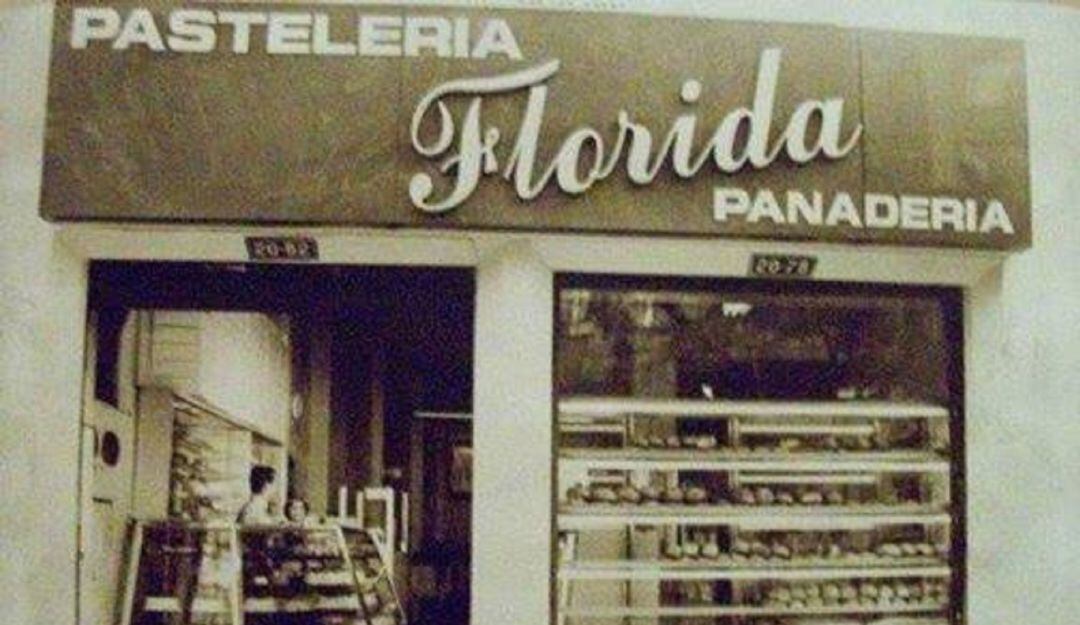 PASTELERIA
Florida
PANADERIA
20-82
20-78